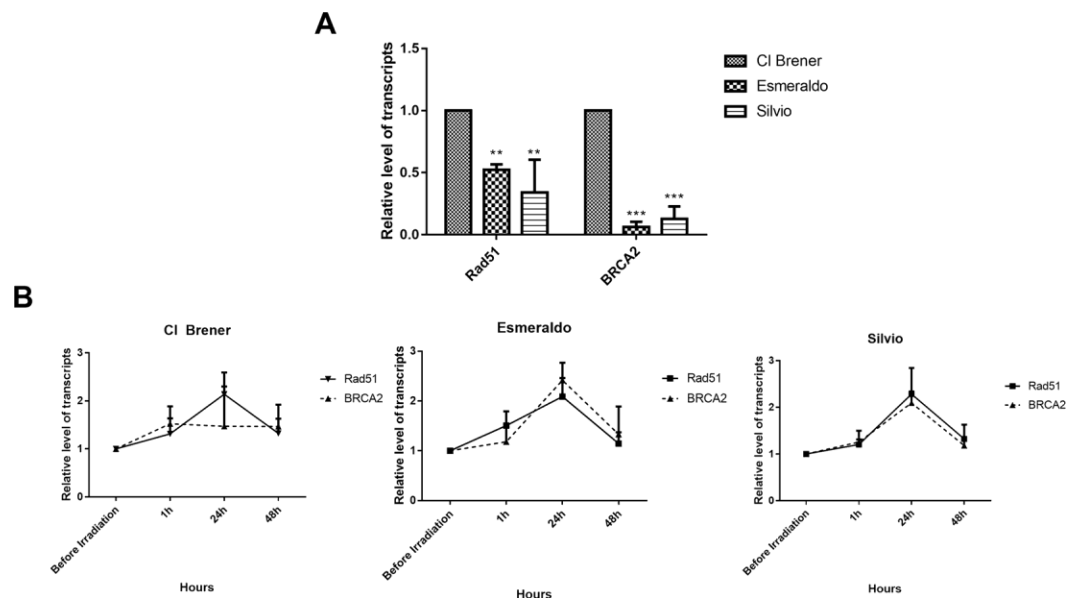 A
Relative level of transcripts
1.5
1.0
0.5
0.0
** **
*** ***
Rad51
BRCA2
Cl Brener
Esmeraldo
Silvio
B
Cl Brener
Relative level of transcripts
3
2
1
0
Before Irradiation
1h
24h
48h
Hours
Rad51
BRCA2
Esmeraldo
Relative level of transcripts
3
2
1
0
Before Irradiation
1h
24h
48h
Hours
Rad51
BRCA2
Silvio
Relative level of transcripts
3
2
1
0
Before Irradiation
1h
24h
48h
Hours
Rad51
BRCA2